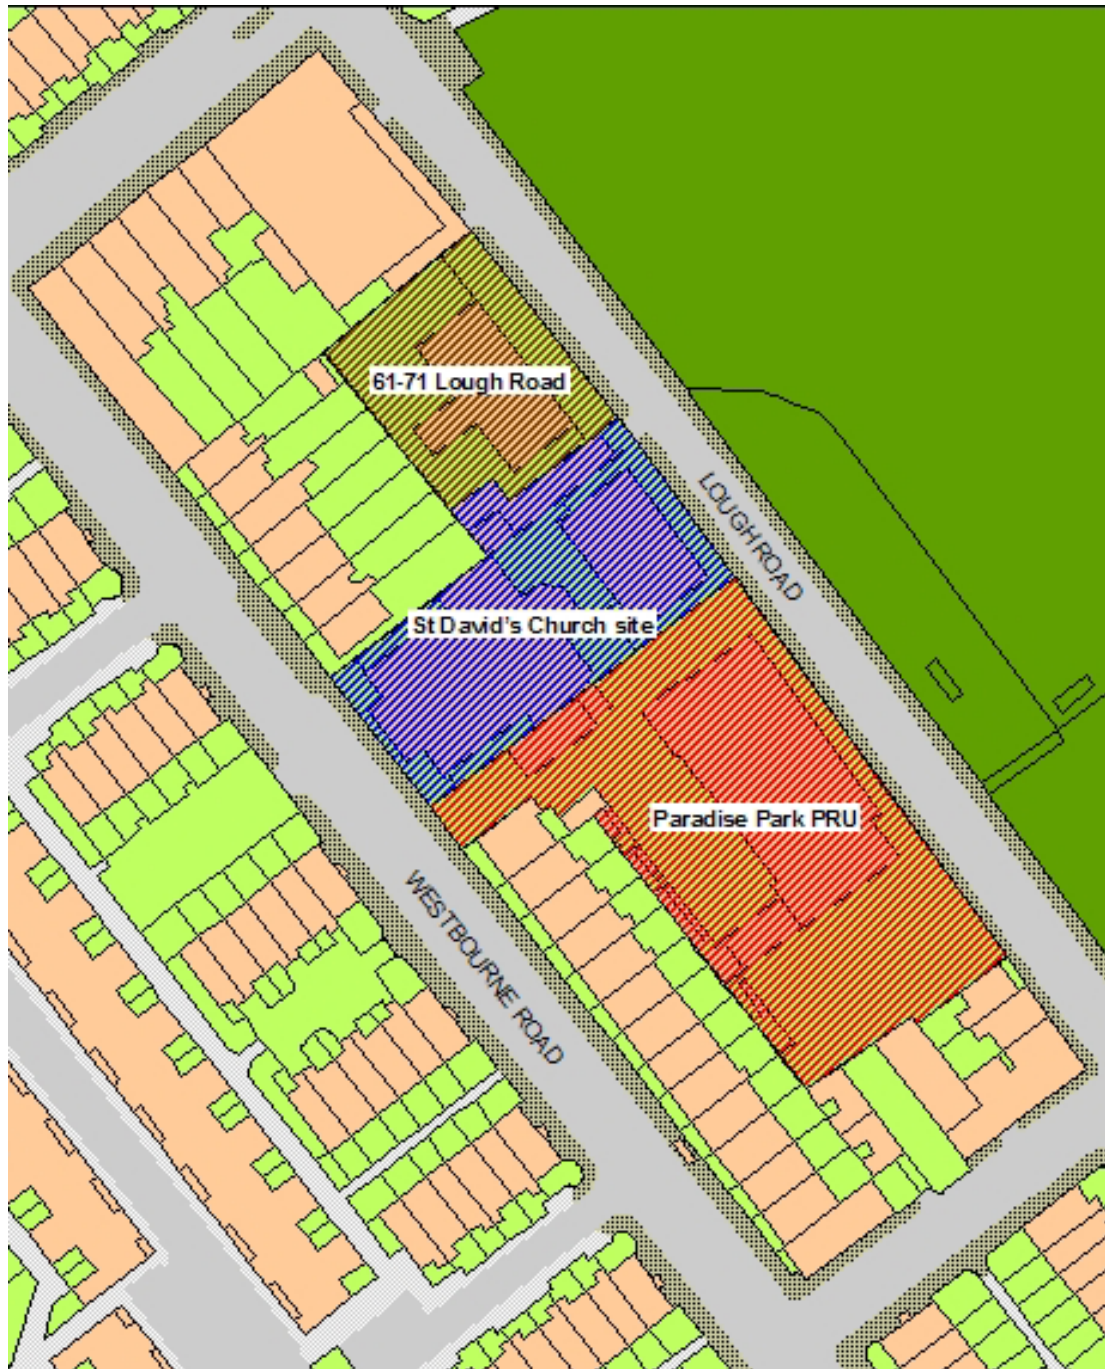 61-71 Lough Road
LOUGH ROAD
St David's Church site
Paradise Park PRU
WESTBOURNE ROAD